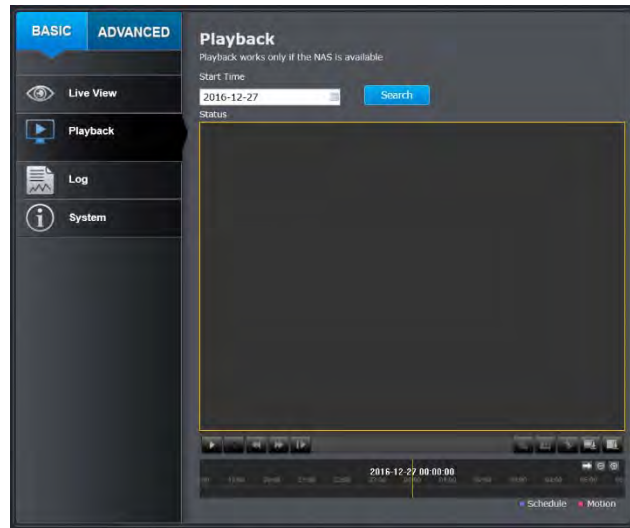 BASIC ADVANCED
Live View
Playback
Log
System
Playback
Playback works only if the NAS is available
Start Time
2016-12-27 Search
Status
2016-12-27 00:00:00
Schedule Motion